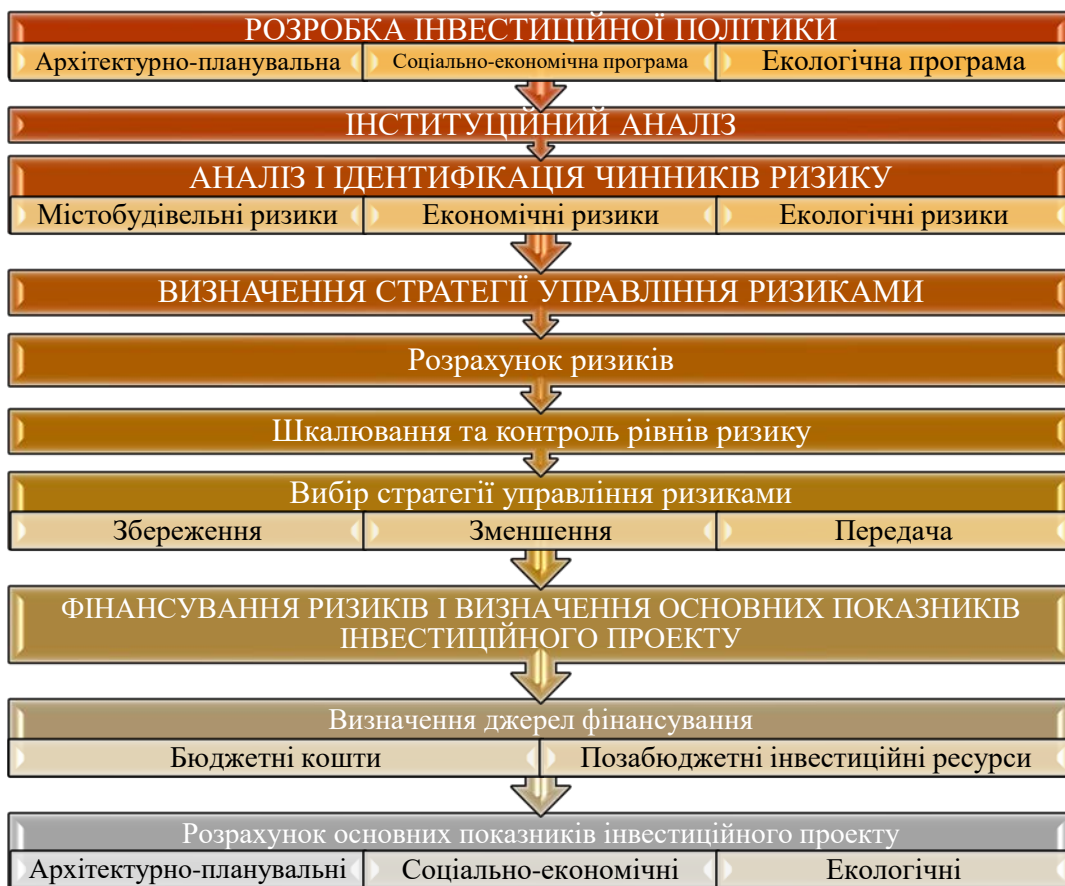 РОЗРОБКА ІНВЕСТИЦІЙНОЇ ПОЛІТИКИ
Архітектурно-планувальна
Соціально-економічна програма
Екологічна програма
ІНСТИТУЦІЙНИЙ АНАЛІЗ
АНАЛІЗ І ІДЕНТИФІКАЦІЯ ЧИННИКІВ РИЗИКУ
Містобудівельні ризики
Економічні ризики
Екологічні ризики
ВИЗНАЧЕННЯ СТРАТЕГІЇ УПРАВЛІННЯ РИЗИКАМИ
Розрахунок ризиків
Шкалювання та контроль рівнів ризику
Вибір стратегії управління ризиками
Збереження
Зменшення
Передача
ФІНАНСУВАННЯ РИЗИКІВ І ВИЗНАЧЕННЯ ОСНОВНИХ ПОКАЗНИКІВ
ІНВЕСТИЦІЙНОГО ПРОЕКТУ
Визначення джерел фінансування
Бюджетні кошти
Позабюджетні інвестиційні ресурси
Розрахунок основних показників інвестиційного проекту
Архітектурно-планувальні
Соціально-економічні
Екологічні